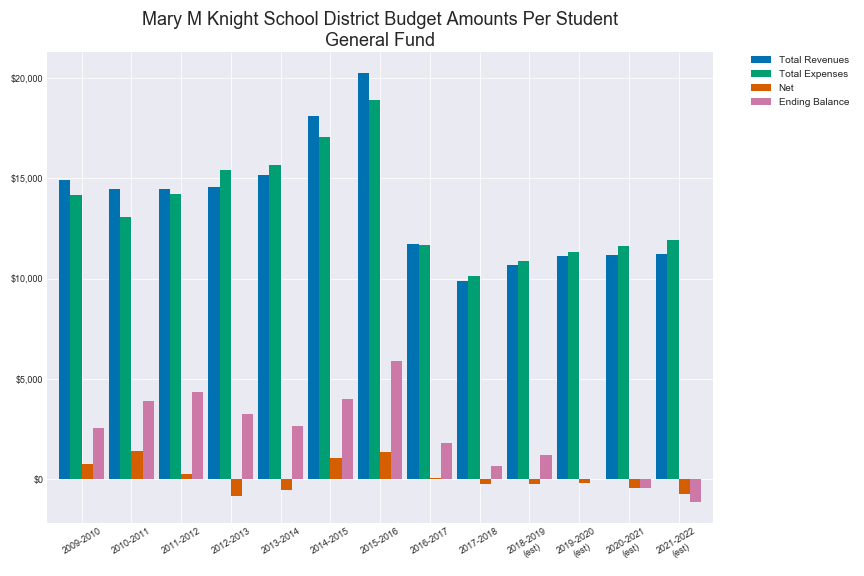 Mary M Knight School District Budget Amounts Per Student
General Fund
Total Revenues
Total Expenses
Net
Ending Balance
$20,000
$15,000
$10,000
$5,000
$0
2009-2010
2010-2011
2011-2012
2012-2013
2013-2014
2014-2015
2015-2016
2016-2017
2017-2018
2018-2019
(est)
2019-2020
(est)
2020-2021
(est)
2021-2022
(est)